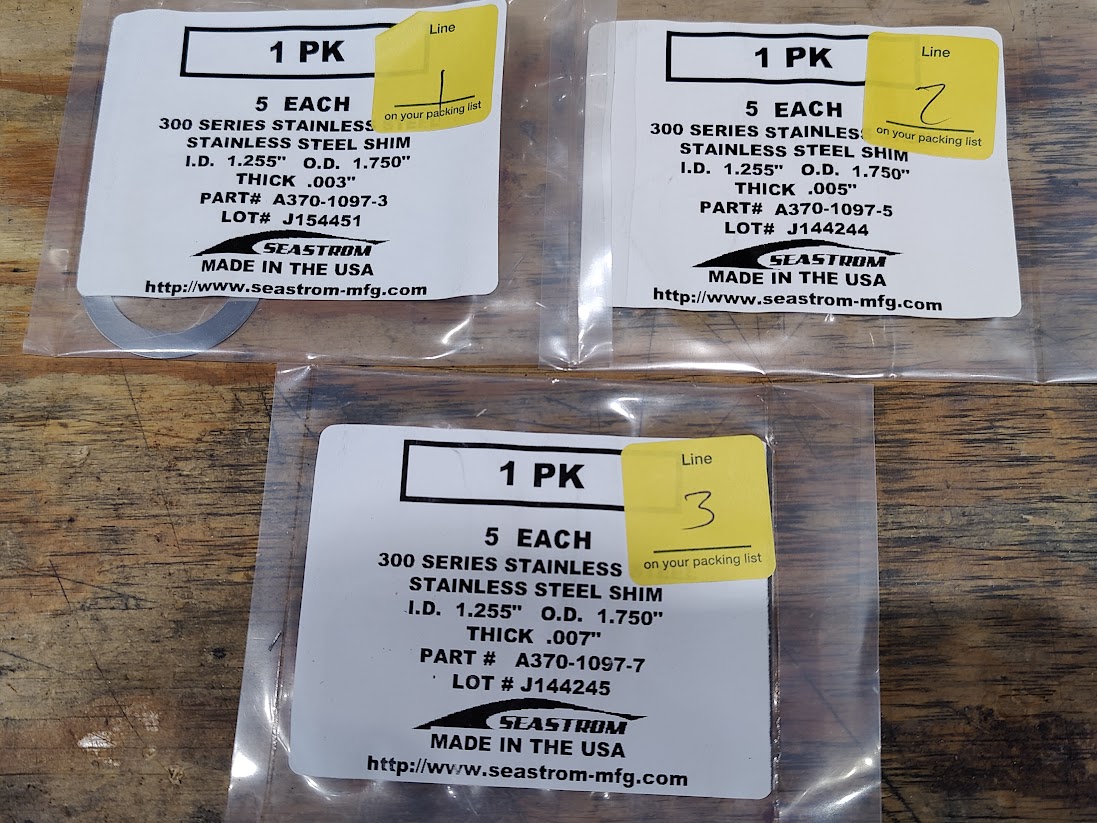 1 PK
Line
1
on your packing list
5 EACH
300 SERIES STAINLESS
STAINLESS STEEL SHIM
I.D. 1.255" O.D. 1.750"
THICK .003"
PART# A370-1097-3
LOT# J154451
SEASTROM
MADE IN THE USA
http://www.seastrom-mfg.com
1 PK
Line
2
on your packing list
5 EACH
300 SERIES STAINLESS
STAINLESS STEEL SHIM
I.D. 1.255" O.D. 1.750"
THICK .005"
PART# A370-1097-5
LOT# J144244
SEASTROM
MADE IN THE USA
http://www.seastrom-mfg.com
1 PK
Line
3
on your packing list
5 EACH
300 SERIES STAINLESS
STAINLESS STEEL SHIM
I.D. 1.255" O.D. 1.750"
THICK .007"
PART # A370-1097-7
LOT # J144245
SEASTROM
MADE IN THE USA
http://www.seastrom-mfg.com